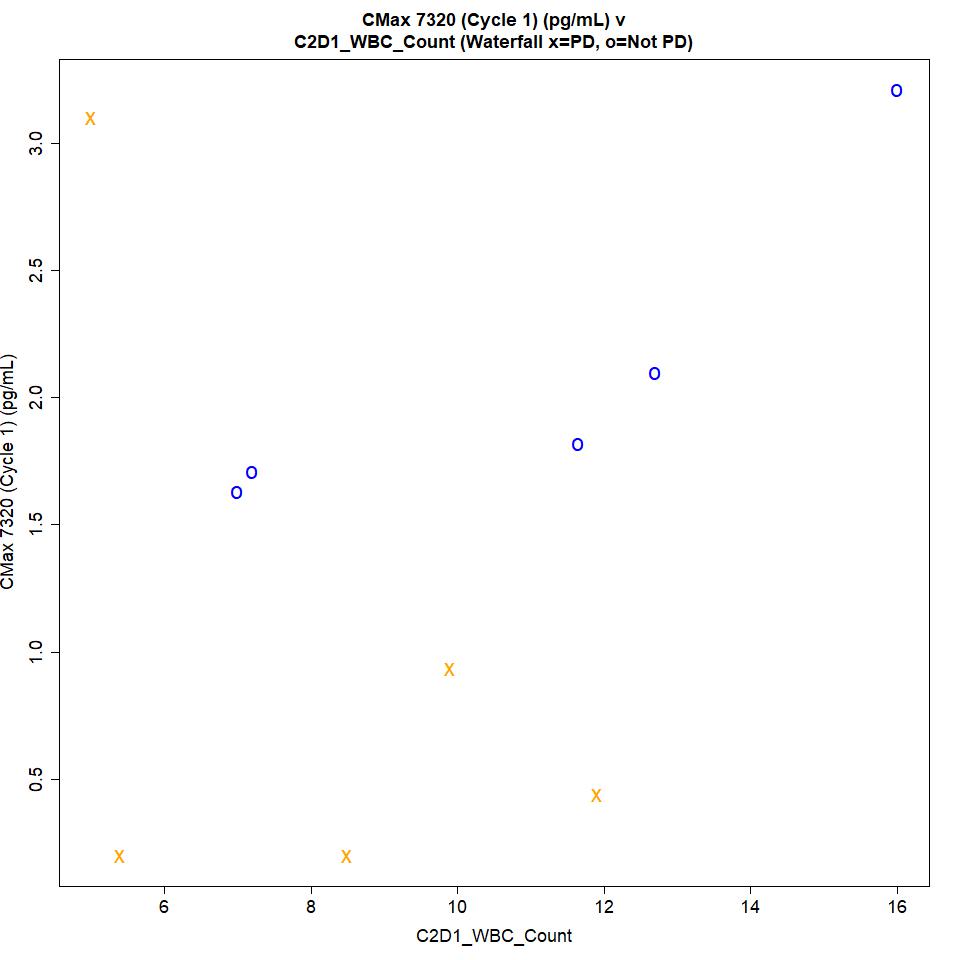 CMax 7320 (Cycle 1) (pg/mL) v
C2D1_WBC_Count (Waterfall x=PD, o=Not PD)
CMax 7320 (Cycle 1) (pg/mL)
3.0
2.5
2.0
1.5
1.0
0.5
X
O
O
O
O
O
X
X
X
X
6 8 10 12 14 16
C2D1_WBC_Count